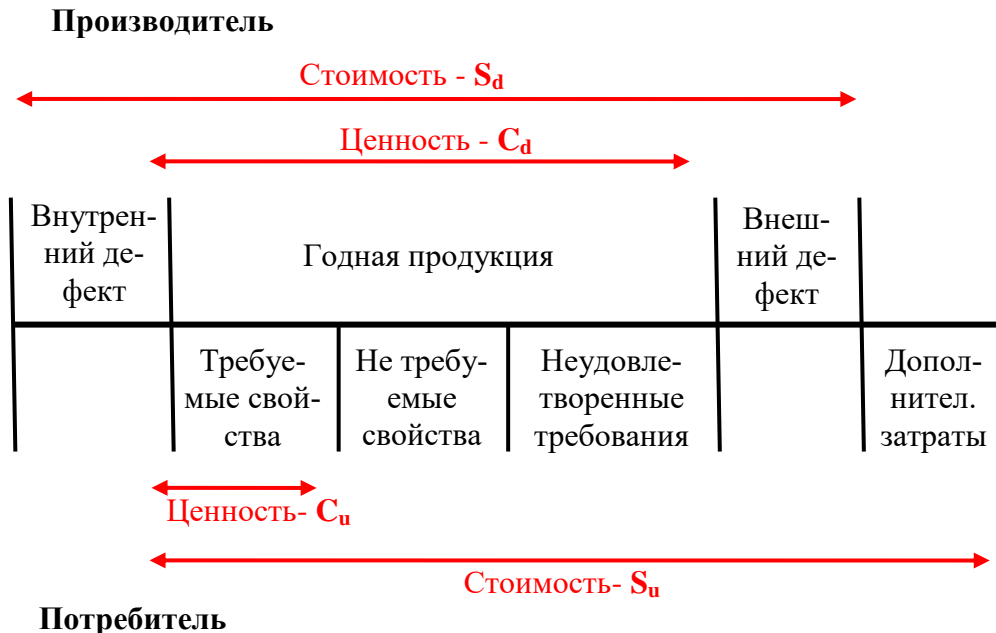 Производитель
Стоимость - Sd
Ценность - Cd
Внутрен-
ний де-
фект
Годная продукция
Внеш-
ний де-
фект
Требуе-
мые свой-
ства
Не требу-
емые
свойства
Неудовле-
творенные
требования
Допол-
нител.
затраты
Ценность- Cu
Стоимость- Su
Потребитель